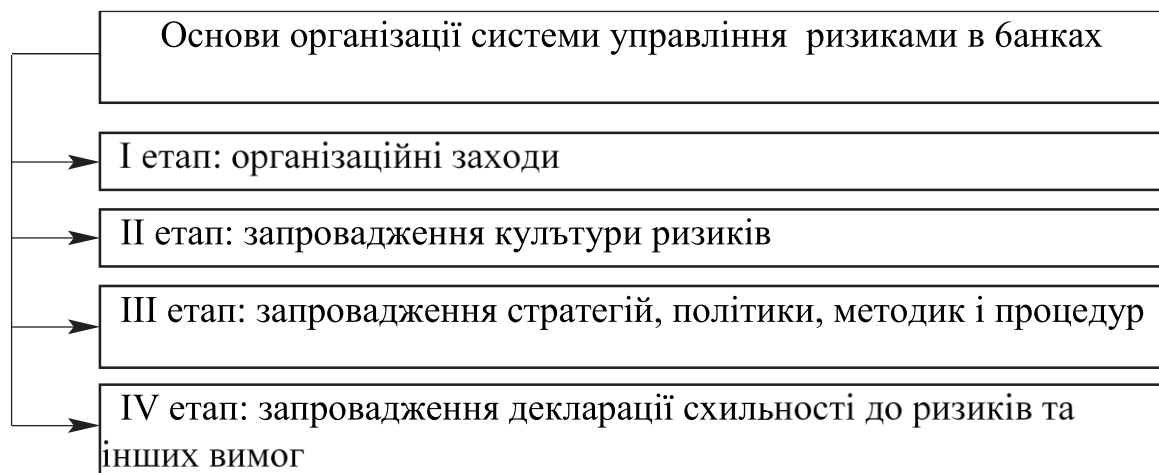 Основи організації системи управління ризиками в банках
І етап: організаційні заходи
ІІ етап: запровадження кулътури ризиків
ІІІ етап: запровадження стратегій, політики, методик і процедур
IV етап: запровадження декларації схильності до ризиків та
інших вимог